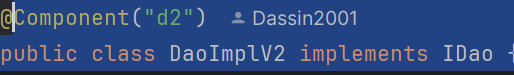 @Component("d2") Dassin2001
public class DaoImplV2 implements IDao {